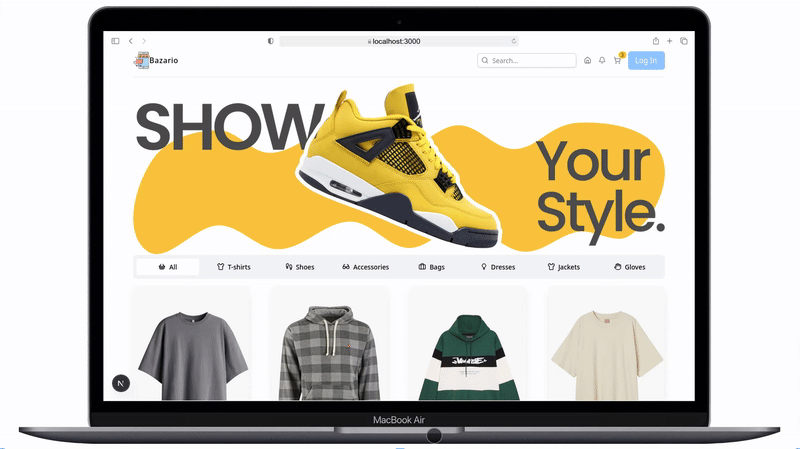 localhost:3000
Bazario
Search...
3
Log In
SHOW
Your
Style.
All
T-shirts
Shoes
Accessories
Bags
Dresses
Jackets
Gloves
N
MacBook Air